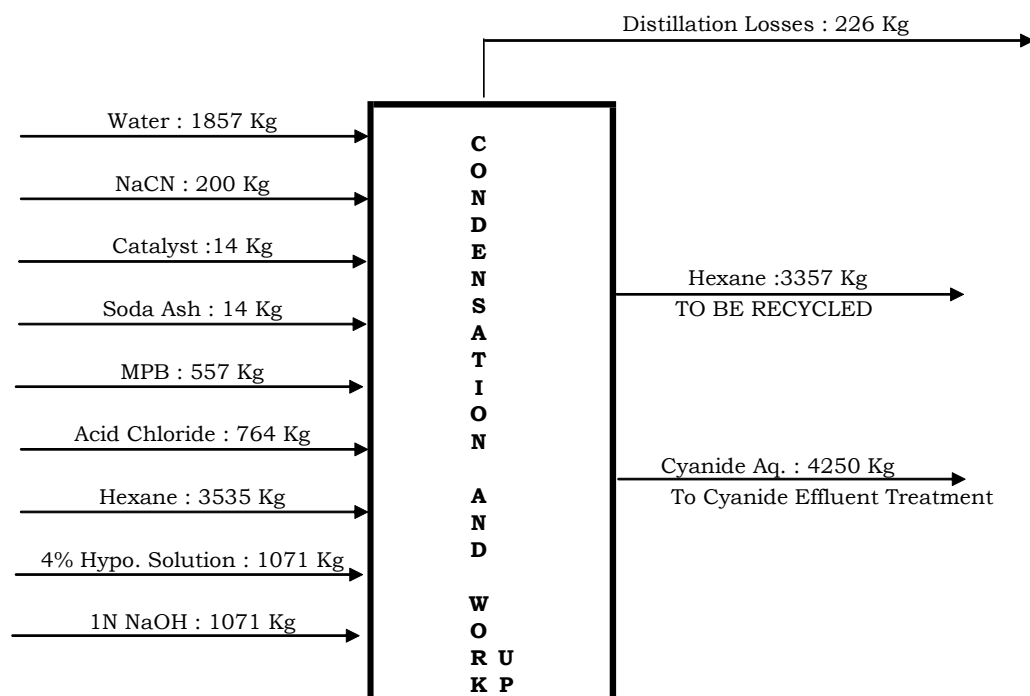 Distillation Losses : 226 Kg
Water : 1857 Kg
NaCN : 200 Kg
Catalyst :14 Kg
Soda Ash : 14 Kg
MPB : 557 Kg
Acid Chloride : 764 Kg
Hexane : 3535 Kg
4% Hypo. Solution : 1071 Kg
1N NaOH : 1071 Kg
CONDENSATION AND WORK UP
Hexane :3357 Kg
TO BE RECYCLED
Cyanide Aq. : 4250 Kg
To Cyanide Effluent Treatment